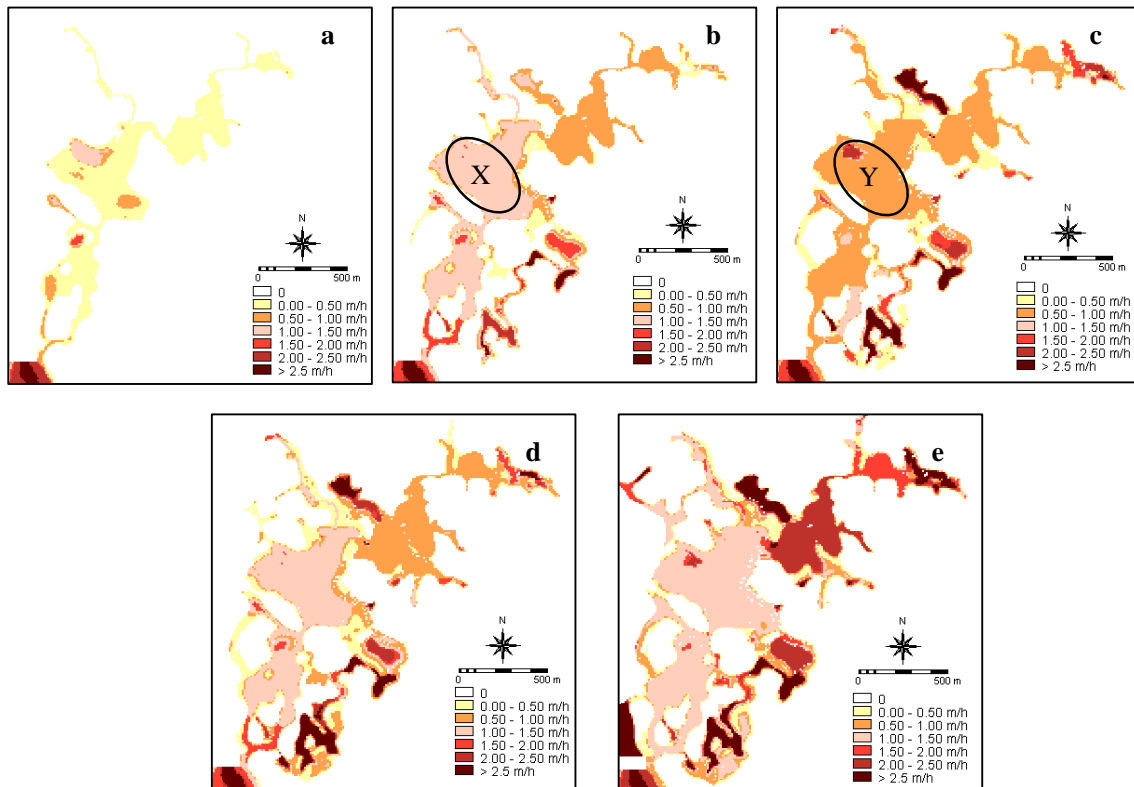 a
N
500 m
0
0
0.00 - 0.50 m/h
0.50 - 1.00 m/h
1.00 - 1.50 m/h
1.50 - 2.00 m/h
2.00 - 2.50 m/h
> 2.5 m/h
b
X
N
0
500 m
0
0.00 - 0.50 m/h
0.50 - 1.00 m/h
1.00 - 1.50 m/h
1.50 - 2.00 m/h
2.00 - 2.50 m/h
> 2.5 m/h
c
Y
N
0
500 m
0
0.00 - 0.50 m/h
0.50 - 1.00 m/h
1.00 - 1.50 m/h
1.50 - 2.00 m/h
2.00 - 2.50 m/h
> 2.5 m/h
d
N
0
500 m
0
0.00 - 0.50 m/h
0.50 - 1.00 m/h
1.00 - 1.50 m/h
1.50 - 2.00 m/h
2.00 - 2.50 m/h
> 2.5 m/h
e
N
0
500 m
0
0.00 - 0.50 m/h
0.50 - 1.00 m/h
1.00 - 1.50 m/h
1.50 - 2.00 m/h
2.00 - 2.50 m/h
> 2.5 m/h